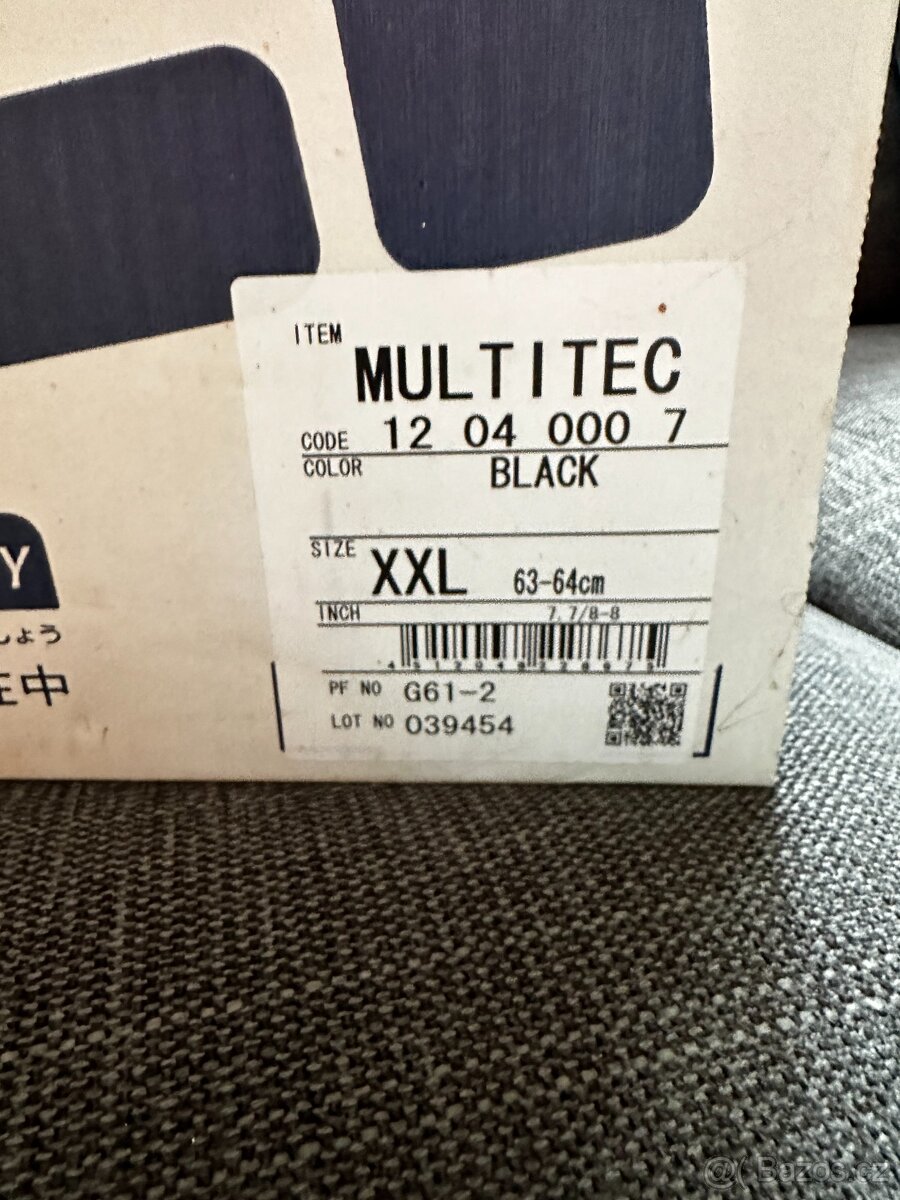 ITEM
MULTITEC
CODE 12 04 000 7
COLOR BLACK
SIZE XXL 63-64cm
INCH 7.7/8-8
PF NO G61-2
LOT NO 039454
Y
しょう
中
Bazos.cz